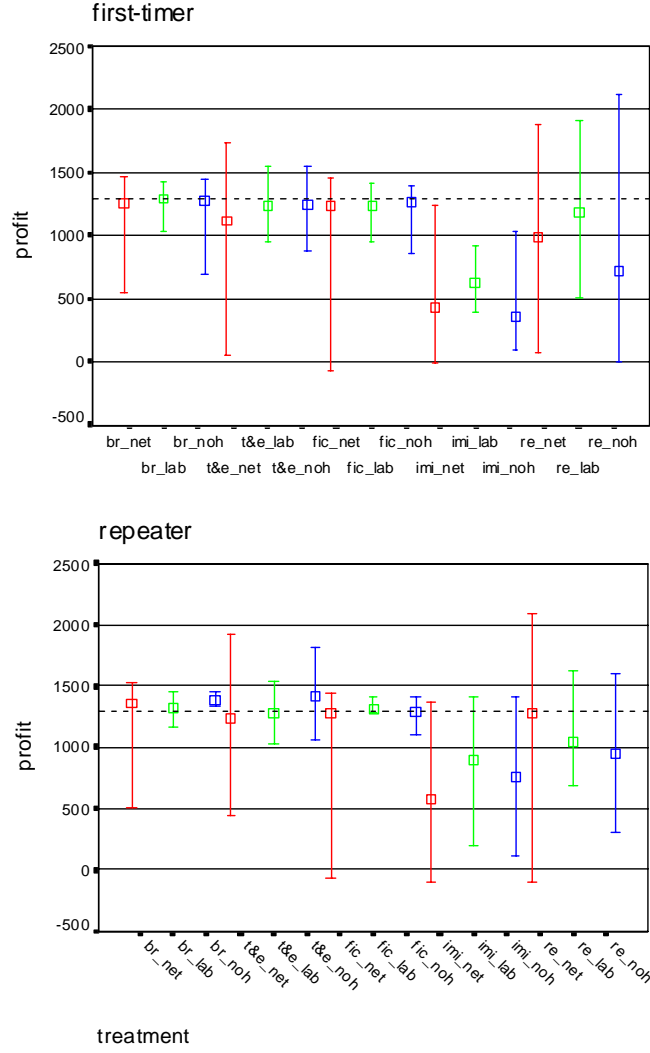 first-timer
2500
2000
1500
1000
500
0
-500
profit
br_net br_noh t&e_lab fic_net fic_noh imi_lab re_net re_noh
br_lab t&e_net t&e_noh fic_lab imi_net imi_noh re_lab
repeater
2500
2000
1500
1000
500
0
-500
profit
br_net br_lab br_noh t&e_net t&e_lab t&e_noh fic_net fic_lab fic_noh imi_net imi_lab imi_noh re_net re_lab re_noh
treatment